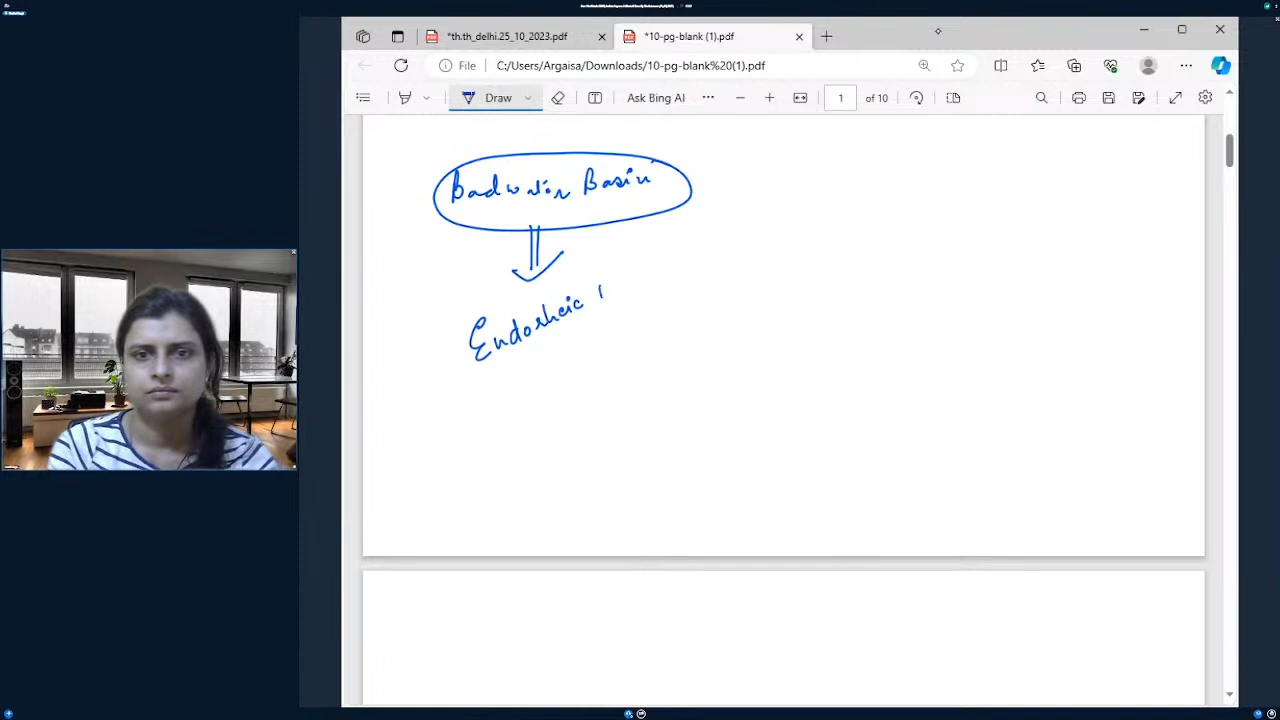 *th.th_delhi.25_10_2023.pdf
*10-pg-blank (1).pdf
File C:/Users/Argaisa/Downloads/10-pg-blank%20(1).pdf
Draw Ask Bing AI 1 of 10
Badwater Basin
Endorheic